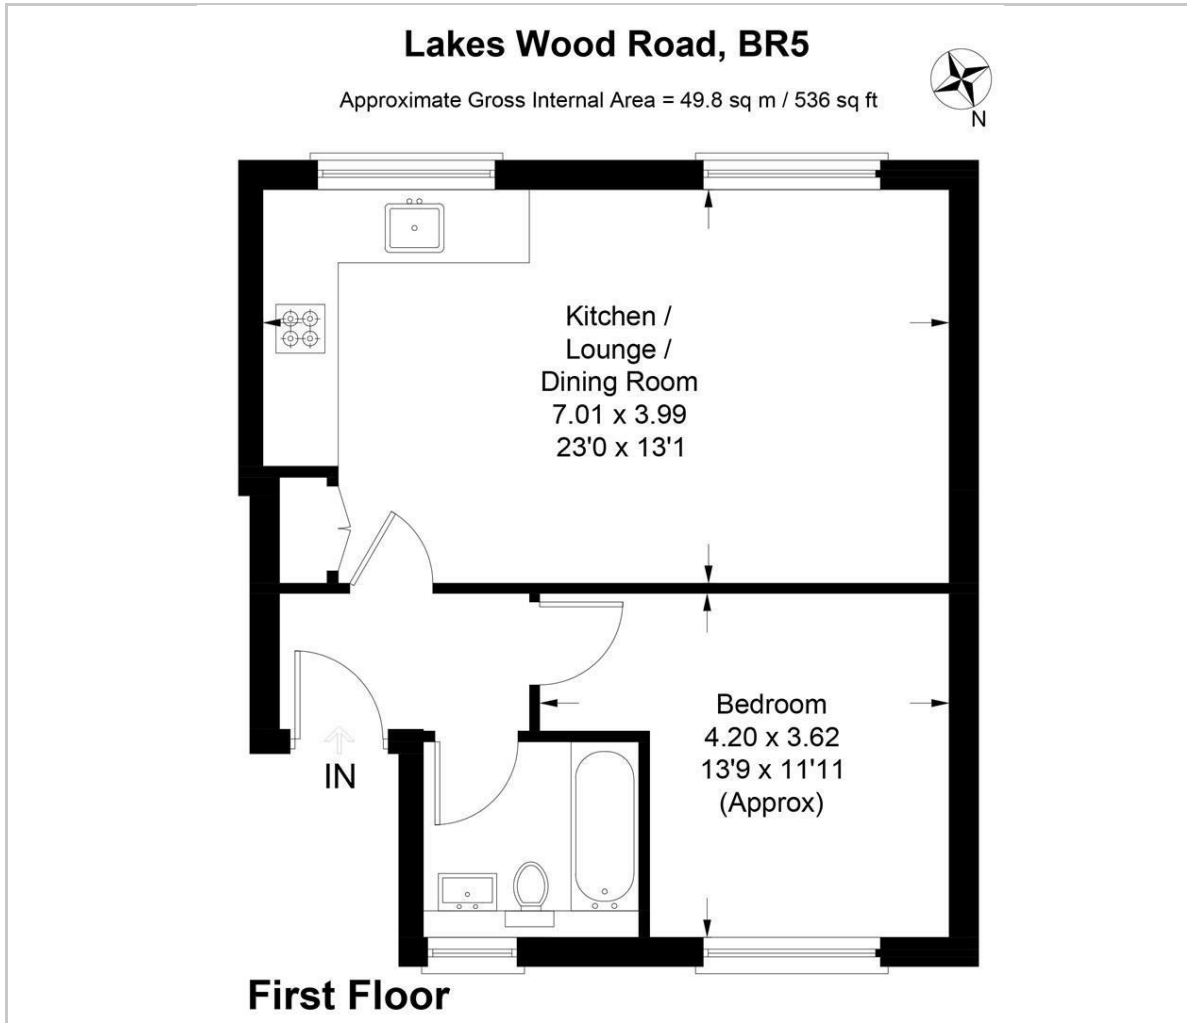 Lakes Wood Road, BR5
Approximate Gross Internal Area = 49.8 sq m / 536 sq ft
N
Kitchen /
Lounge /
Dining Room
7.01 x 3.99
23'0 x 13'1
Bedroom
4.20 x 3.62
13'9 x 11'11
(Approx)
IN
First Floor